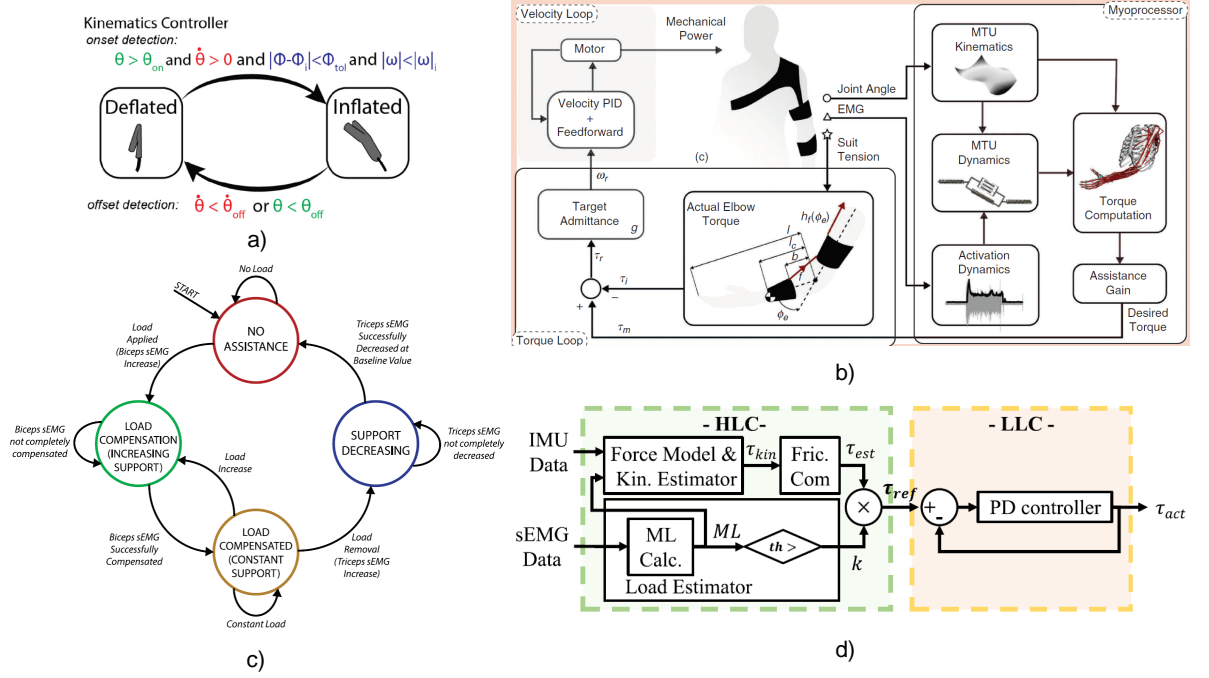 Kinematics Controller
onset detection:
θ > θon and θ̇ > 0 and |Φ-Φi|<Φtol and |ω|<|ω|i
Deflated
Inflated
offset detection: θ̇ < θ̇off or θ < θoff
a)
Velocity Loop
Motor
Velocity PID
+
Feedforward
Mechanical
Power
(c)
ωr
Target
Admittance
g
τr
+
−
τi
τm
Torque Loop
Actual Elbow
Torque
hf(ϕe)
l
lc
b
f
ϕe
Joint Angle
EMG
Suit
Tension
Myoprocessor
MTU
Kinematics
MTU
Dynamics
Activation
Dynamics
Torque
Computation
Assistance
Gain
Desired
Torque
b)
No Load
START
NO
ASSISTANCE
Load
Applied
(Biceps sEMG
Increase)
Triceps sEMG
Successfully
Decreased at
Baseline Value
Biceps sEMG
not completely
compensated
LOAD
COMPENSATION
(INCREASING
SUPPORT)
Load
Increase
SUPPORT
DECREASING
Triceps sEMG
not completely
decreased
Biceps sEMG
Successfully
Compensated
LOAD
COMPENSATED
(CONSTANT
SUPPORT)
Load
Removal
(Triceps sEMG
Increase)
Constant Load
c)
- HLC-
- LLC-
IMU
Data
Force Model &
Kin. Estimator
τkin
Fric.
Com
τest
×
τref
sEMG
Data
ML
Calc.
ML
th >
k
Load Estimator
+
-
PD controller
τact
d)